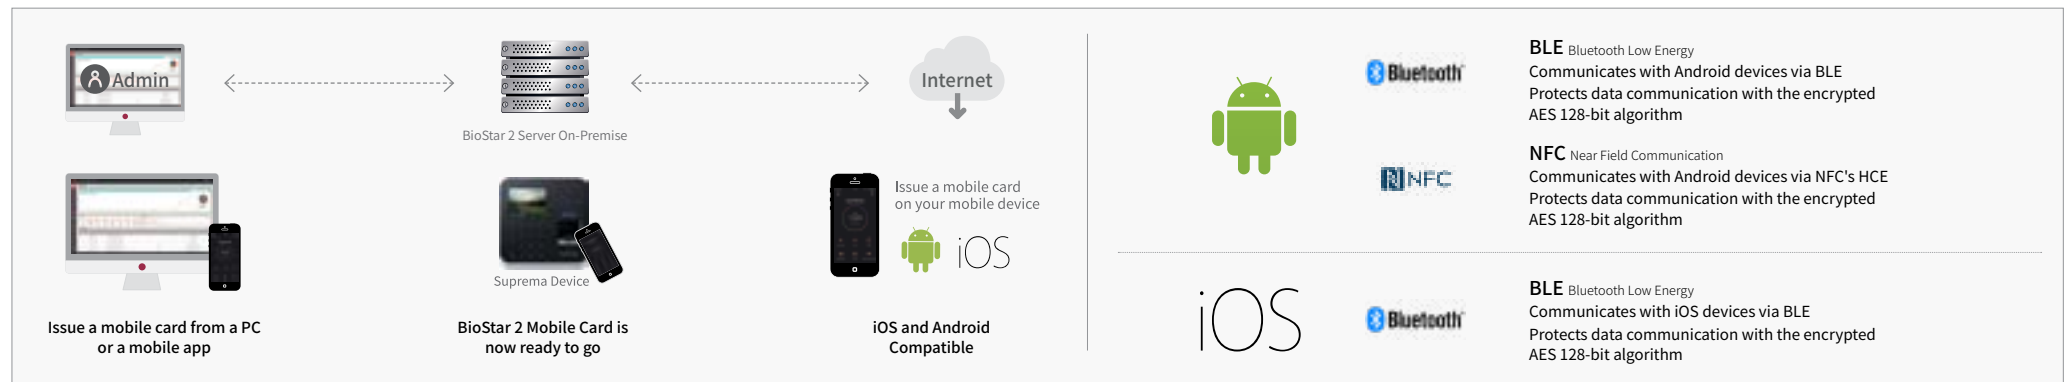 Admin
BioStar 2 Server On-Premise
Internet
Issue a mobile card
on your mobile device
iOS
Suprema Device
Issue a mobile card from a PC
or a mobile app
BioStar 2 Mobile Card is
now ready to go
iOS and Android
Compatible
Bluetooth
BLE Bluetooth Low Energy
Communicates with Android devices via BLE
Protects data communication with the encrypted
AES 128-bit algorithm
NFC
NFC Near Field Communication
Communicates with Android devices via NFC's HCE
Protects data communication with the encrypted
AES 128-bit algorithm
iOS
Bluetooth
BLE Bluetooth Low Energy
Communicates with iOS devices via BLE
Protects data communication with the encrypted
AES 128-bit algorithm